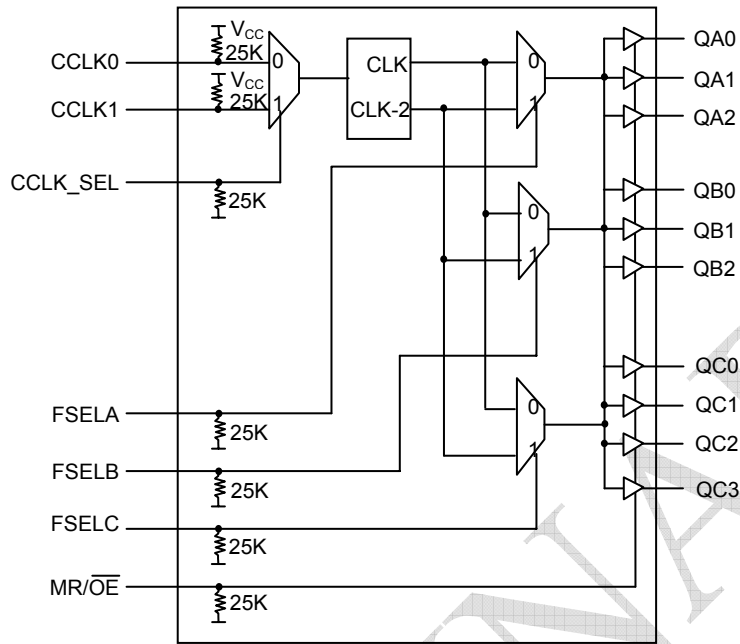 VCC
25K
CCLK0
0
CLK
0
QA0
VCC
25K
CCLK1
1
CLK-2
1
QA1
QA2
CCLK_SEL
25K
0
QB0
1
QB1
QB2
QC0
FSELA
25K
0
QC1
FSELB
25K
1
QC2
QC3
FSELC
25K
MR/OE
25K